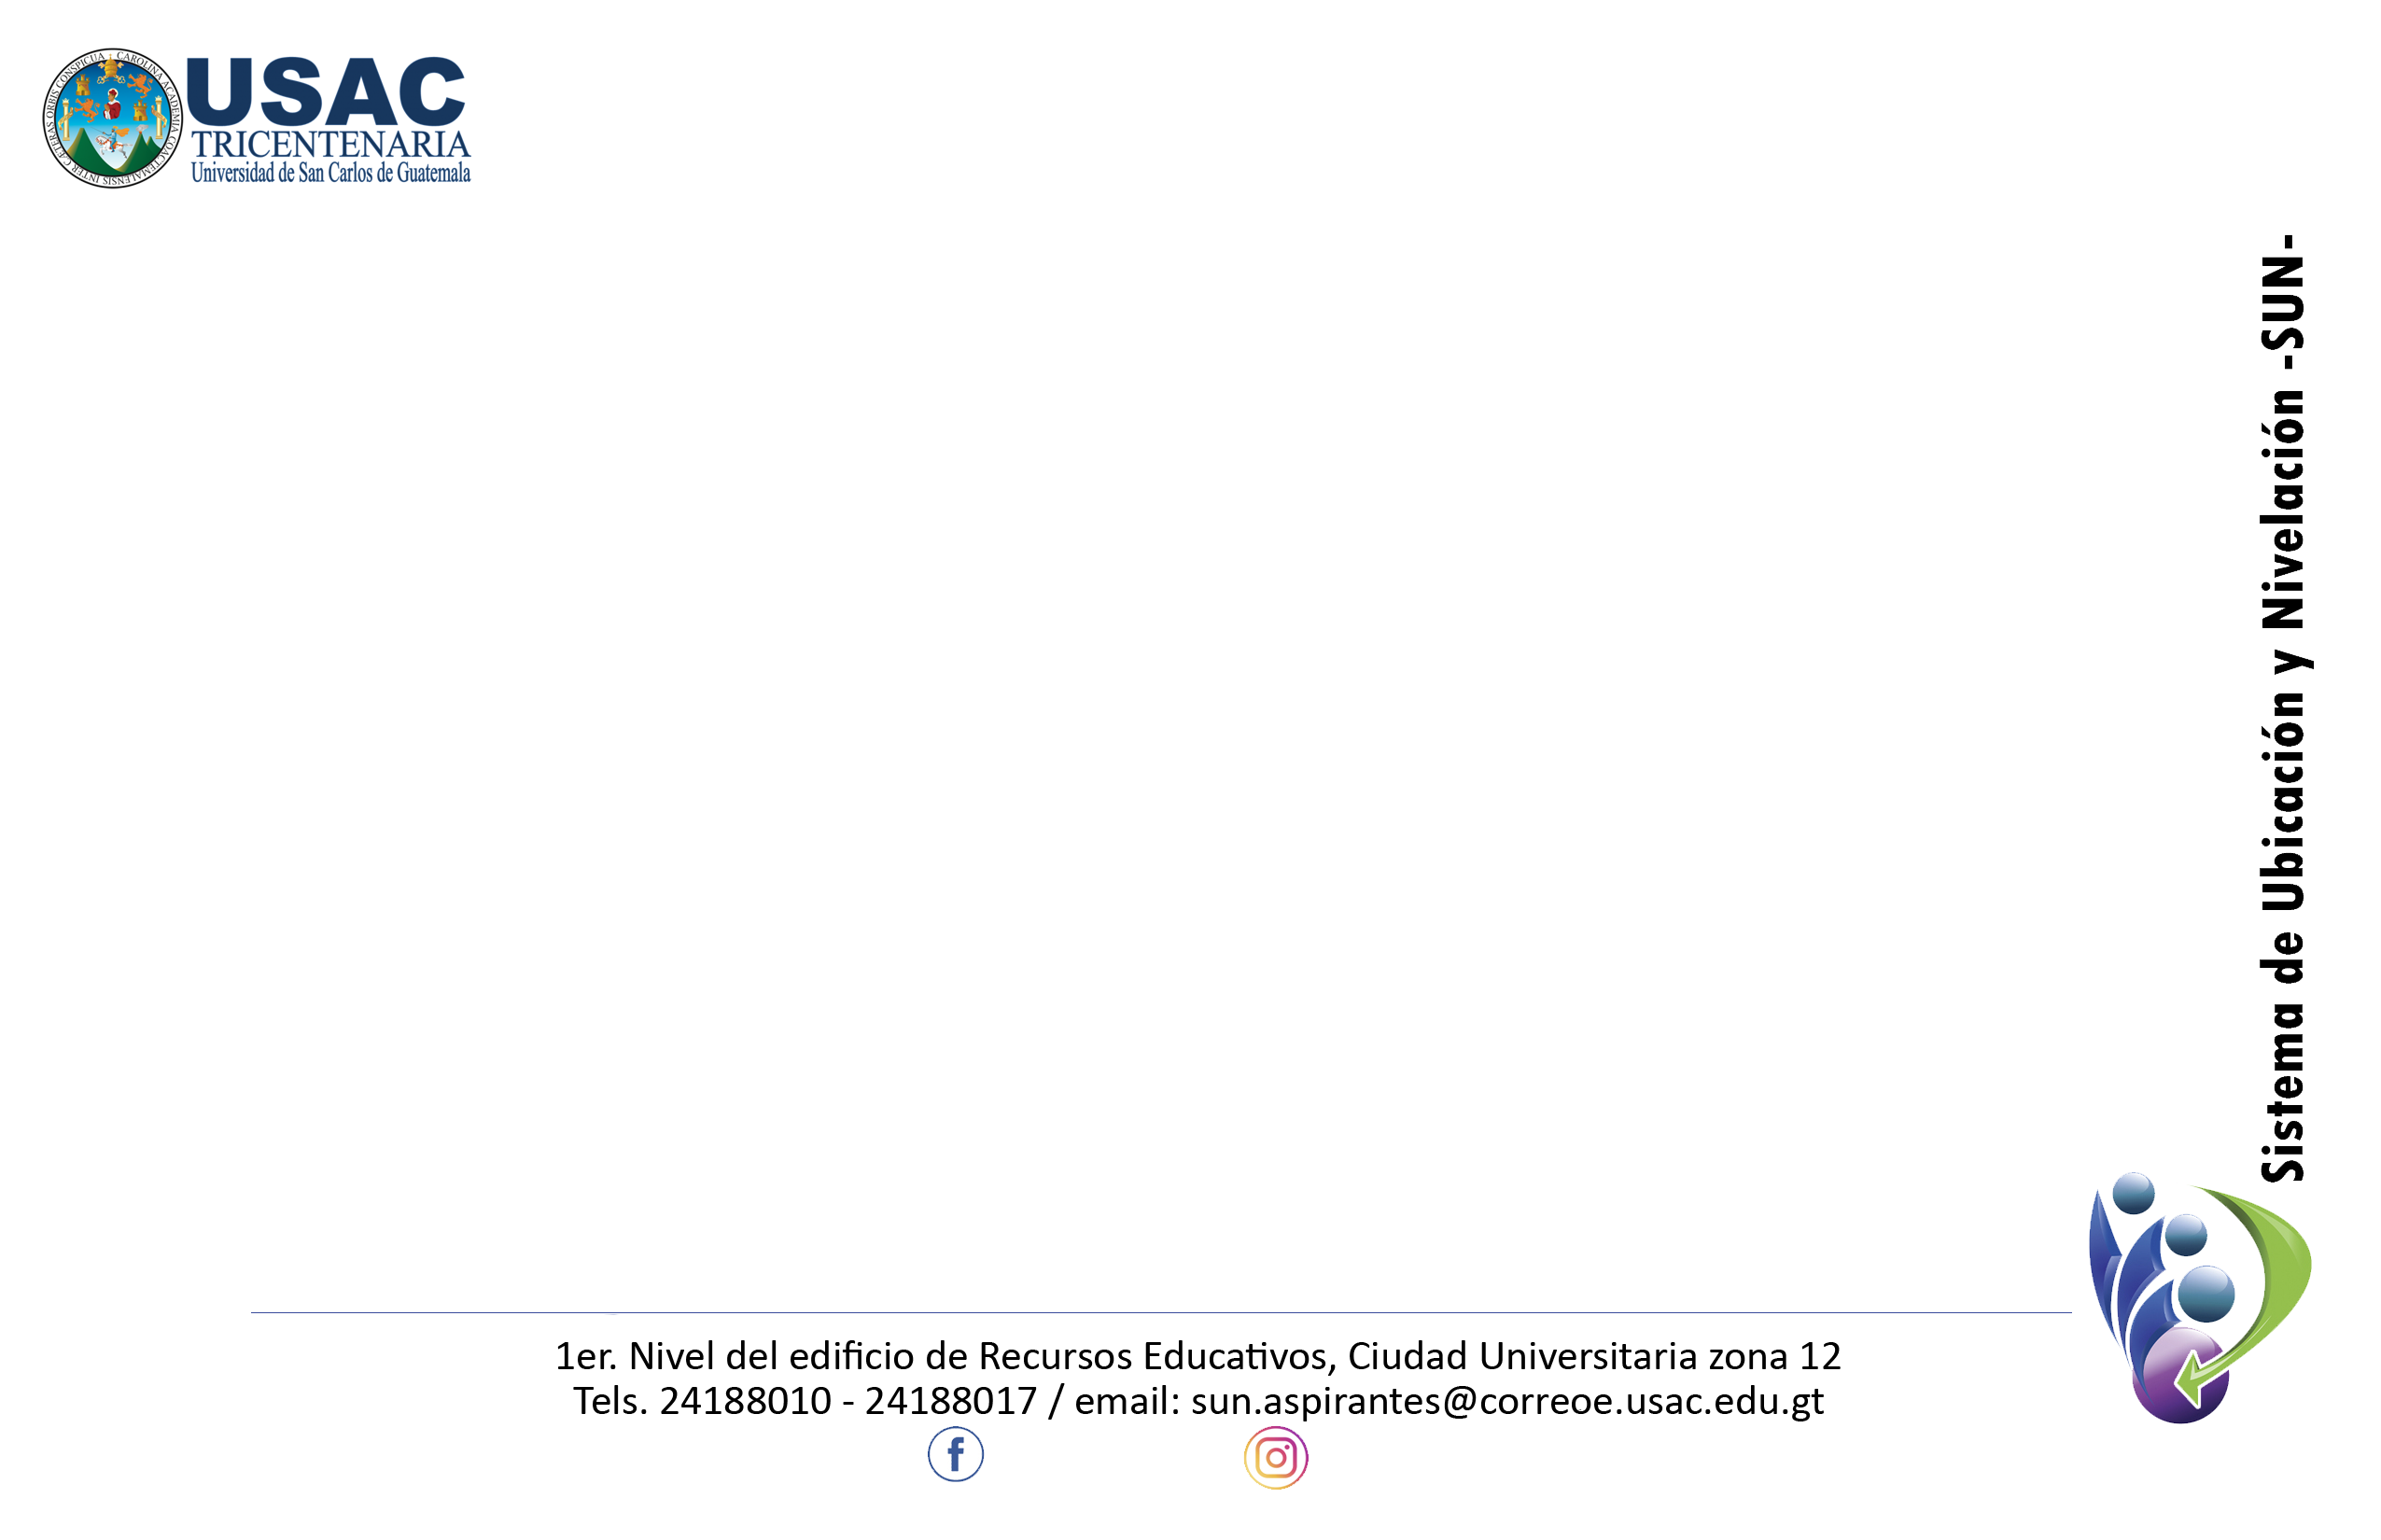 CAROLINA ACADEMIA COACTEMALENSIS INTER CÆTERAS ORBIS CONSPICUA
USAC
TRICENTENARIA
Universidad de San Carlos de Guatemala
Sistema de Ubicación y Nivelación -SUN-
1er. Nivel del edificio de Recursos Educativos, Ciudad Universitaria zona 12
Tels. 24188010 - 24188017 / email: sun.aspirantes@correoe.usac.edu.gt